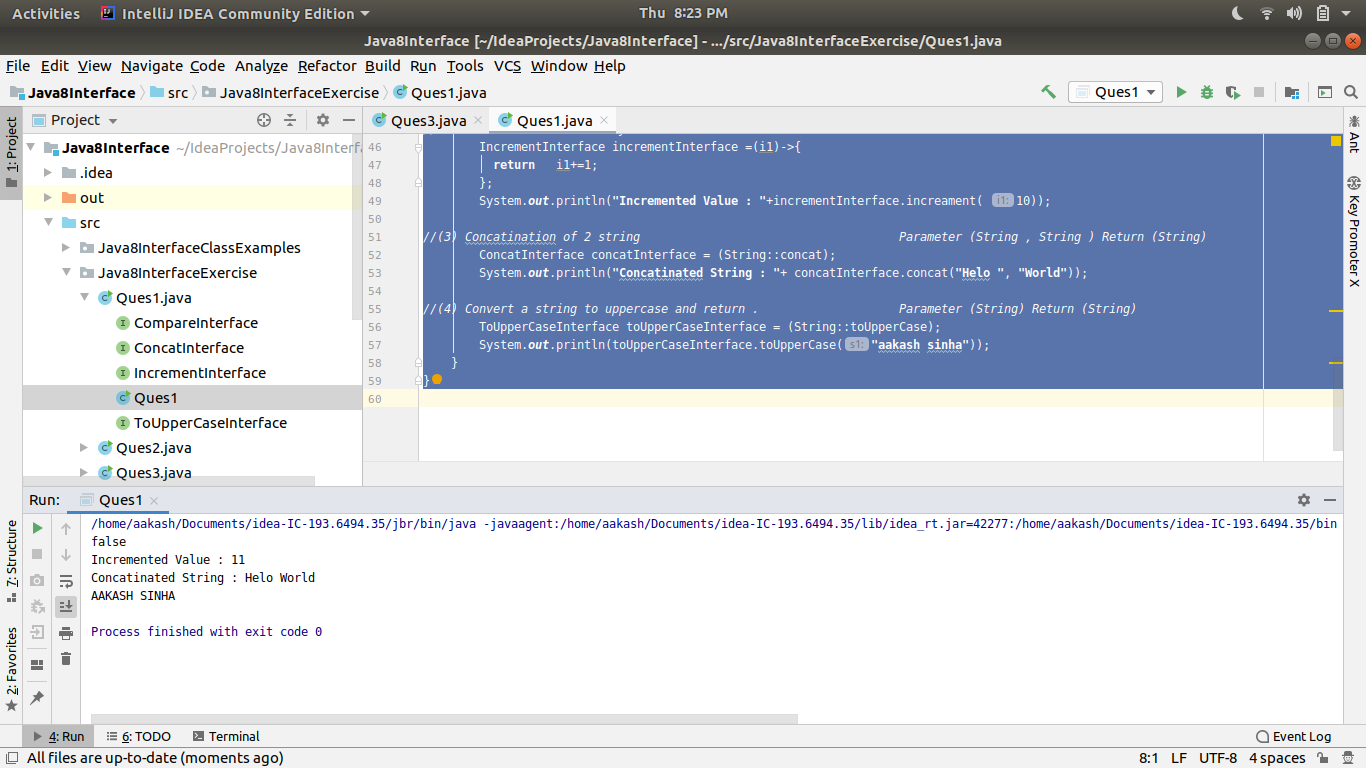 Activities IntelliJ IDEA Community Edition Thu 8:23 PM
Java8Interface [~/IdeaProjects/Java8Interface] - .../src/Java8InterfaceExercise/Ques1.java
File Edit View Navigate Code Analyze Refactor Build Run Tools VCS Window Help
Java8Interface src Java8InterfaceExercise Ques1.java Ques1
1: Project
Project
Java8Interface ~/IdeaProjects/Java8Interf
.idea
out
src
Java8InterfaceClassExamples
Java8InterfaceExercise
Ques1.java
CompareInterface
ConcatInterface
IncrementInterface
Ques1
ToUpperCaseInterface
Ques2.java
Ques3.java
Ques3.java Ques1.java
46 IncrementInterface incrementInterface =(i1)->{
47 return i1+=1;
48 };
49 System.out.println("Incremented Value : "+incrementInterface.increament( i1: 10));
50
51 //(3) Concatination of 2 string Parameter (String , String ) Return (String)
52 ConcatInterface concatInterface = (String::concat);
53 System.out.println("Concatinated String : "+ concatInterface.concat("Helo ", "World"));
54
55 //(4) Convert a string to uppercase and return . Parameter (String) Return (String)
56 ToUpperCaseInterface toUpperCaseInterface = (String::toUpperCase);
57 System.out.println(toUpperCaseInterface.toUpperCase( s1: "aakash sinha"));
58 }
59 }
60
Ant
Key Promoter X
Run: Ques1
/home/aakash/Documents/idea-IC-193.6494.35/jbr/bin/java -javaagent:/home/aakash/Documents/idea-IC-193.6494.35/lib/idea_rt.jar=42277:/home/aakash/Documents/idea-IC-193.6494.35/bin
false
Incremented Value : 11
Concatinated String : Helo World
AAKASH SINHA
Process finished with exit code 0
7: Structure
2: Favorites
4: Run 6: TODO Terminal Event Log
All files are up-to-date (moments ago) 8:1 LF UTF-8 4 spaces